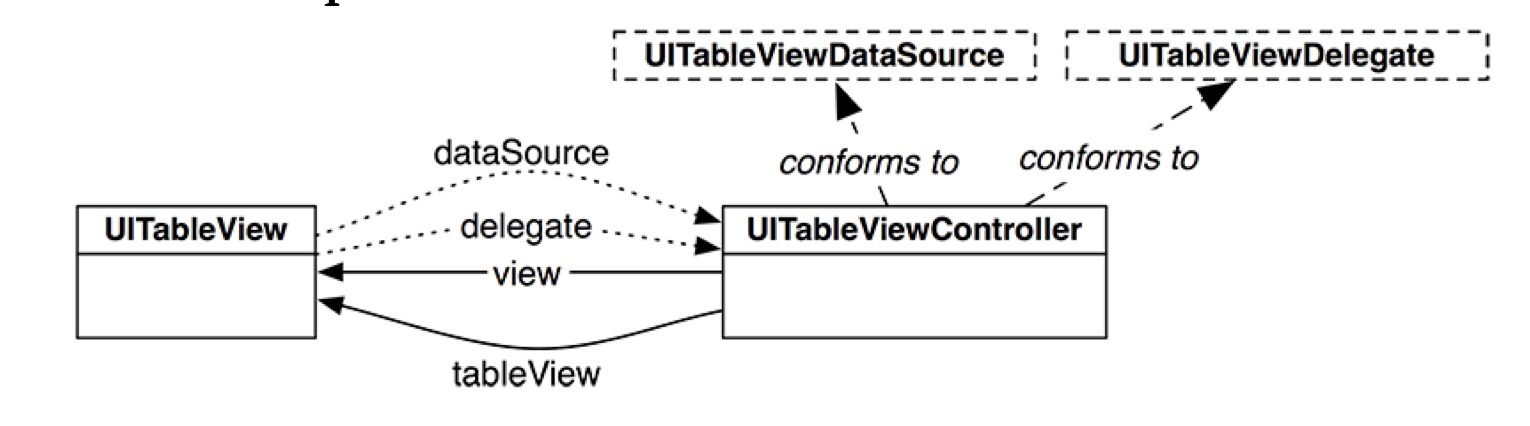 UITableViewDataSource
UITableViewDelegate
dataSource
conforms to
conforms to
UITableView
delegate
UITableViewController
view
tableView